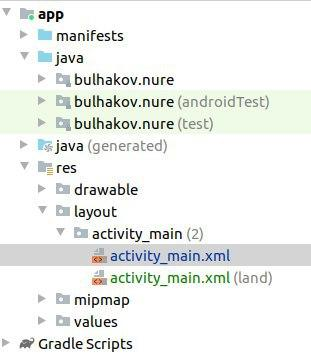 app
manifests
java
bulhakov.nure
bulhakov.nure (androidTest)
bulhakov.nure (test)
java (generated)
res
drawable
layout
activity_main (2)
activity_main.xml
activity_main.xml (land)
mipmap
values
Gradle Scripts